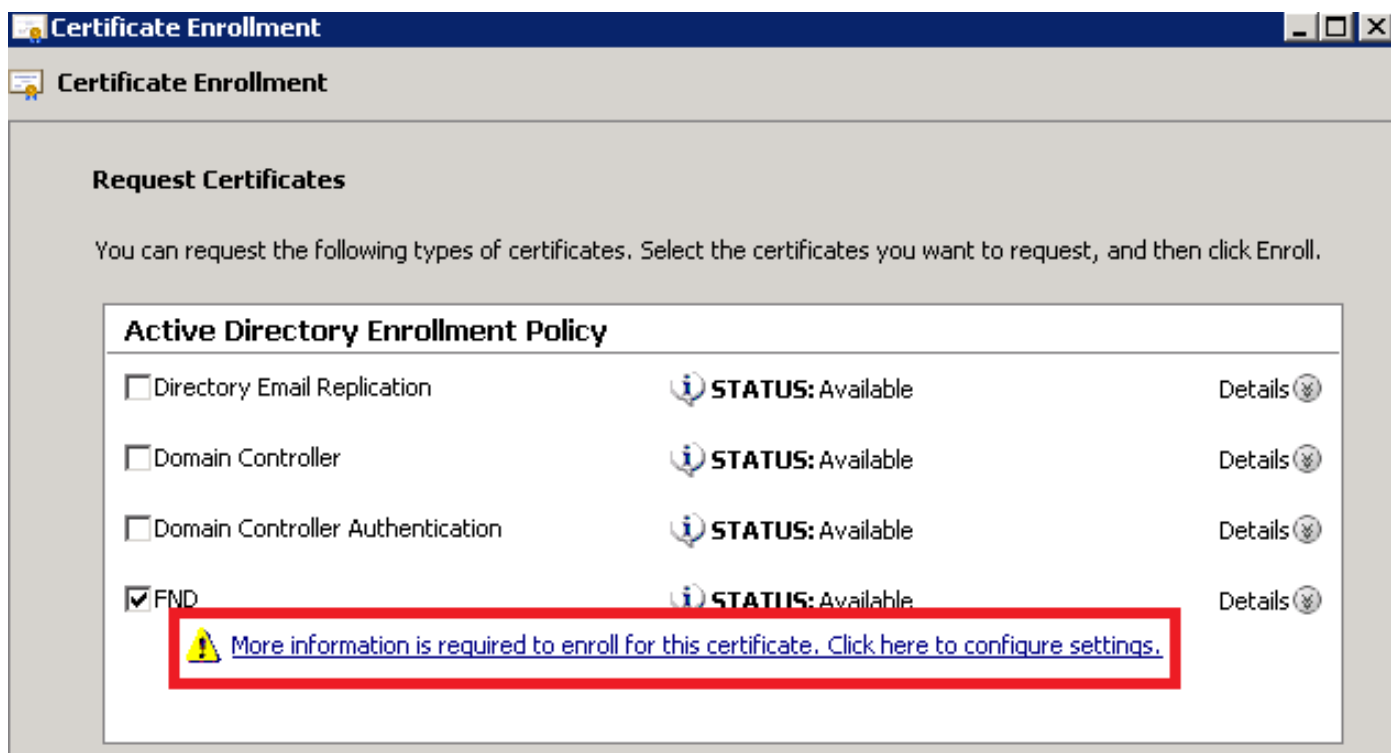 Certificate Enrollment
Certificate Enrollment
Request Certificates
You can request the following types of certificates. Select the certificates you want to request, and then click Enroll.
Active Directory Enrollment Policy
Directory Email Replication STATUS: Available Details
Domain Controller STATUS: Available Details
Domain Controller Authentication STATUS: Available Details
FND STATUS: Available Details
More information is required to enroll for this certificate. Click here to configure settings.